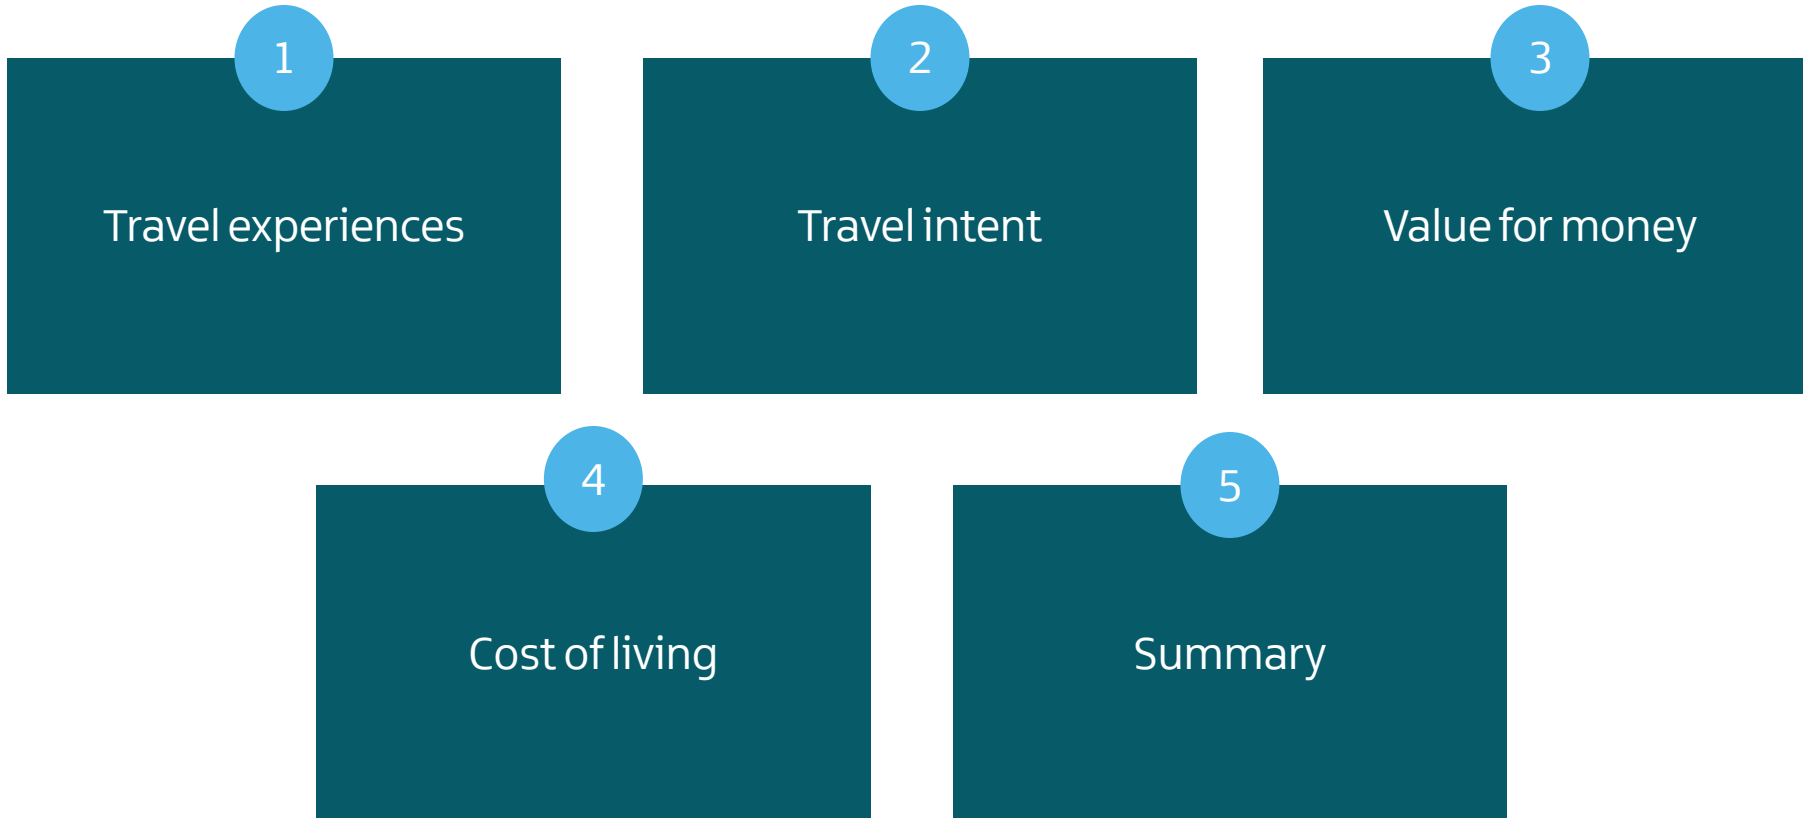 1
Travel experiences
2
Travel intent
3
Value for money
4
Cost of living
5
Summary